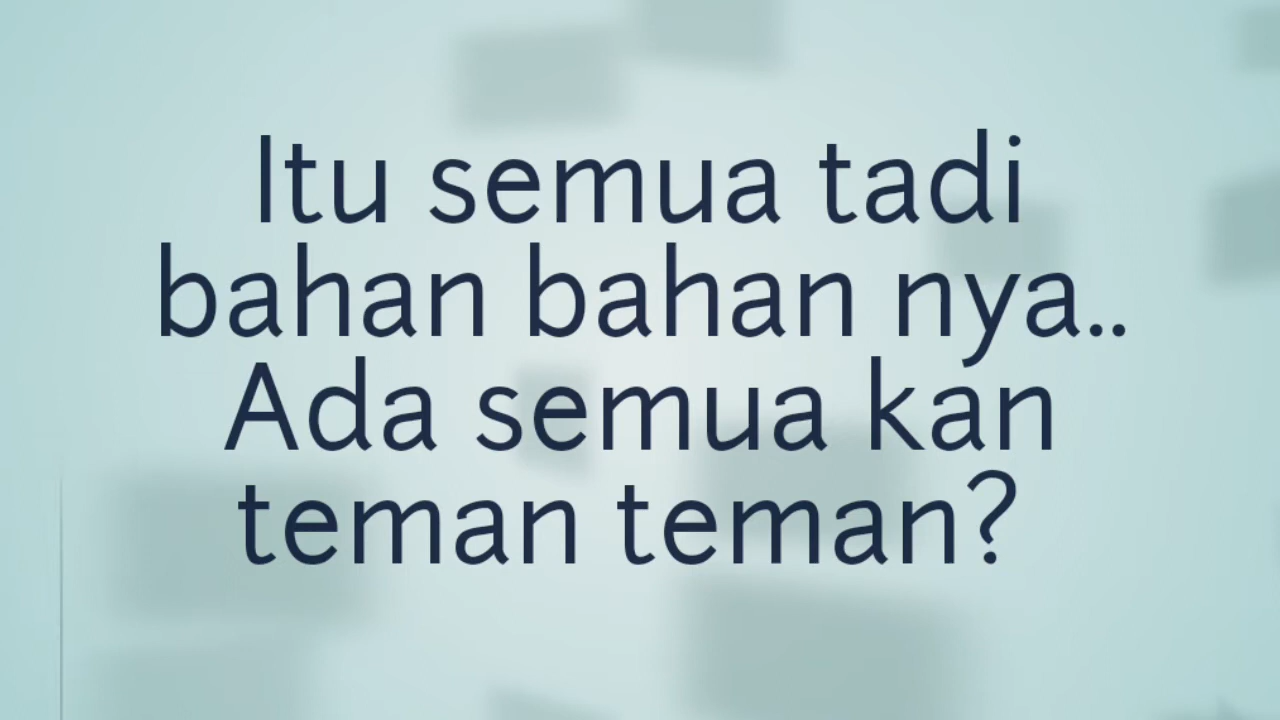 Itu semua tadi
bahan bahan nya..
Ada semua kan
teman teman?